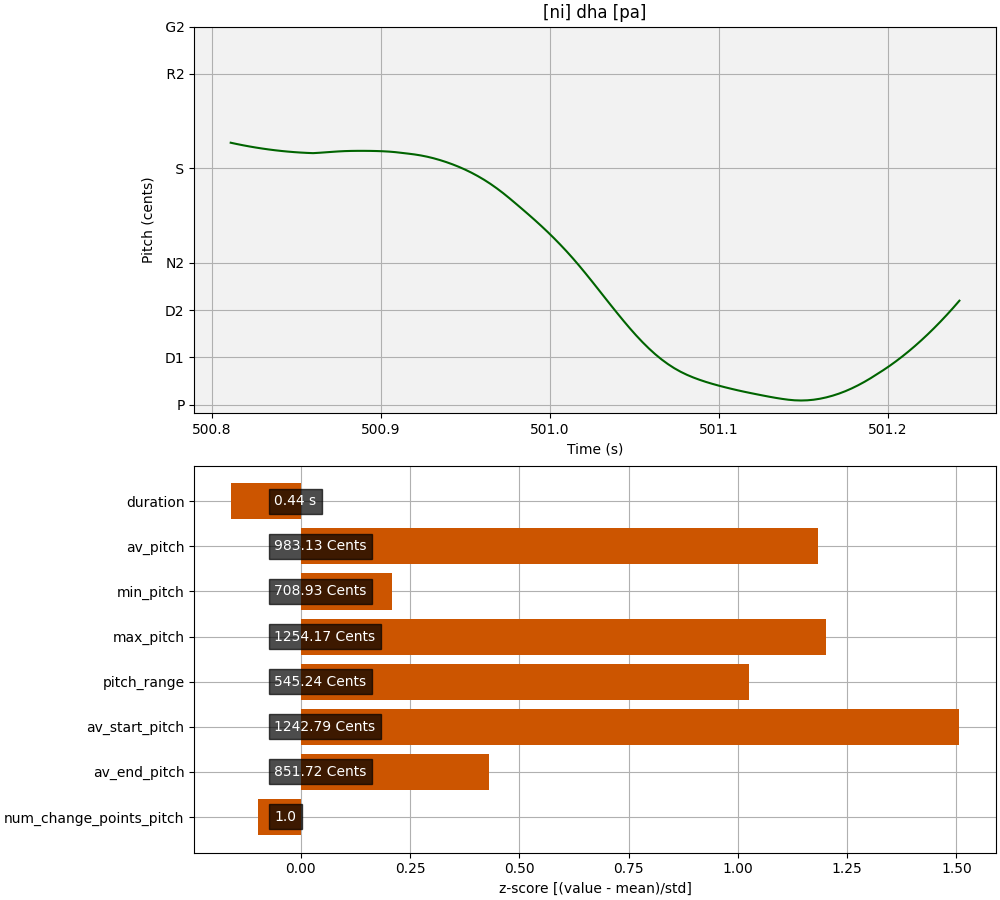 [ni] dha [pa]
G2
R2
S
N2
D2
D1
P
Pitch (cents)
500.8 500.9 501.0 501.1 501.2
Time (s)
duration 0.44 s
av_pitch 983.13 Cents
min_pitch 708.93 Cents
max_pitch 1254.17 Cents
pitch_range 545.24 Cents
av_start_pitch 1242.79 Cents
av_end_pitch 851.72 Cents
num_change_points_pitch 1.0
0.00 0.25 0.50 0.75 1.00 1.25 1.50
z-score [(value - mean)/std]